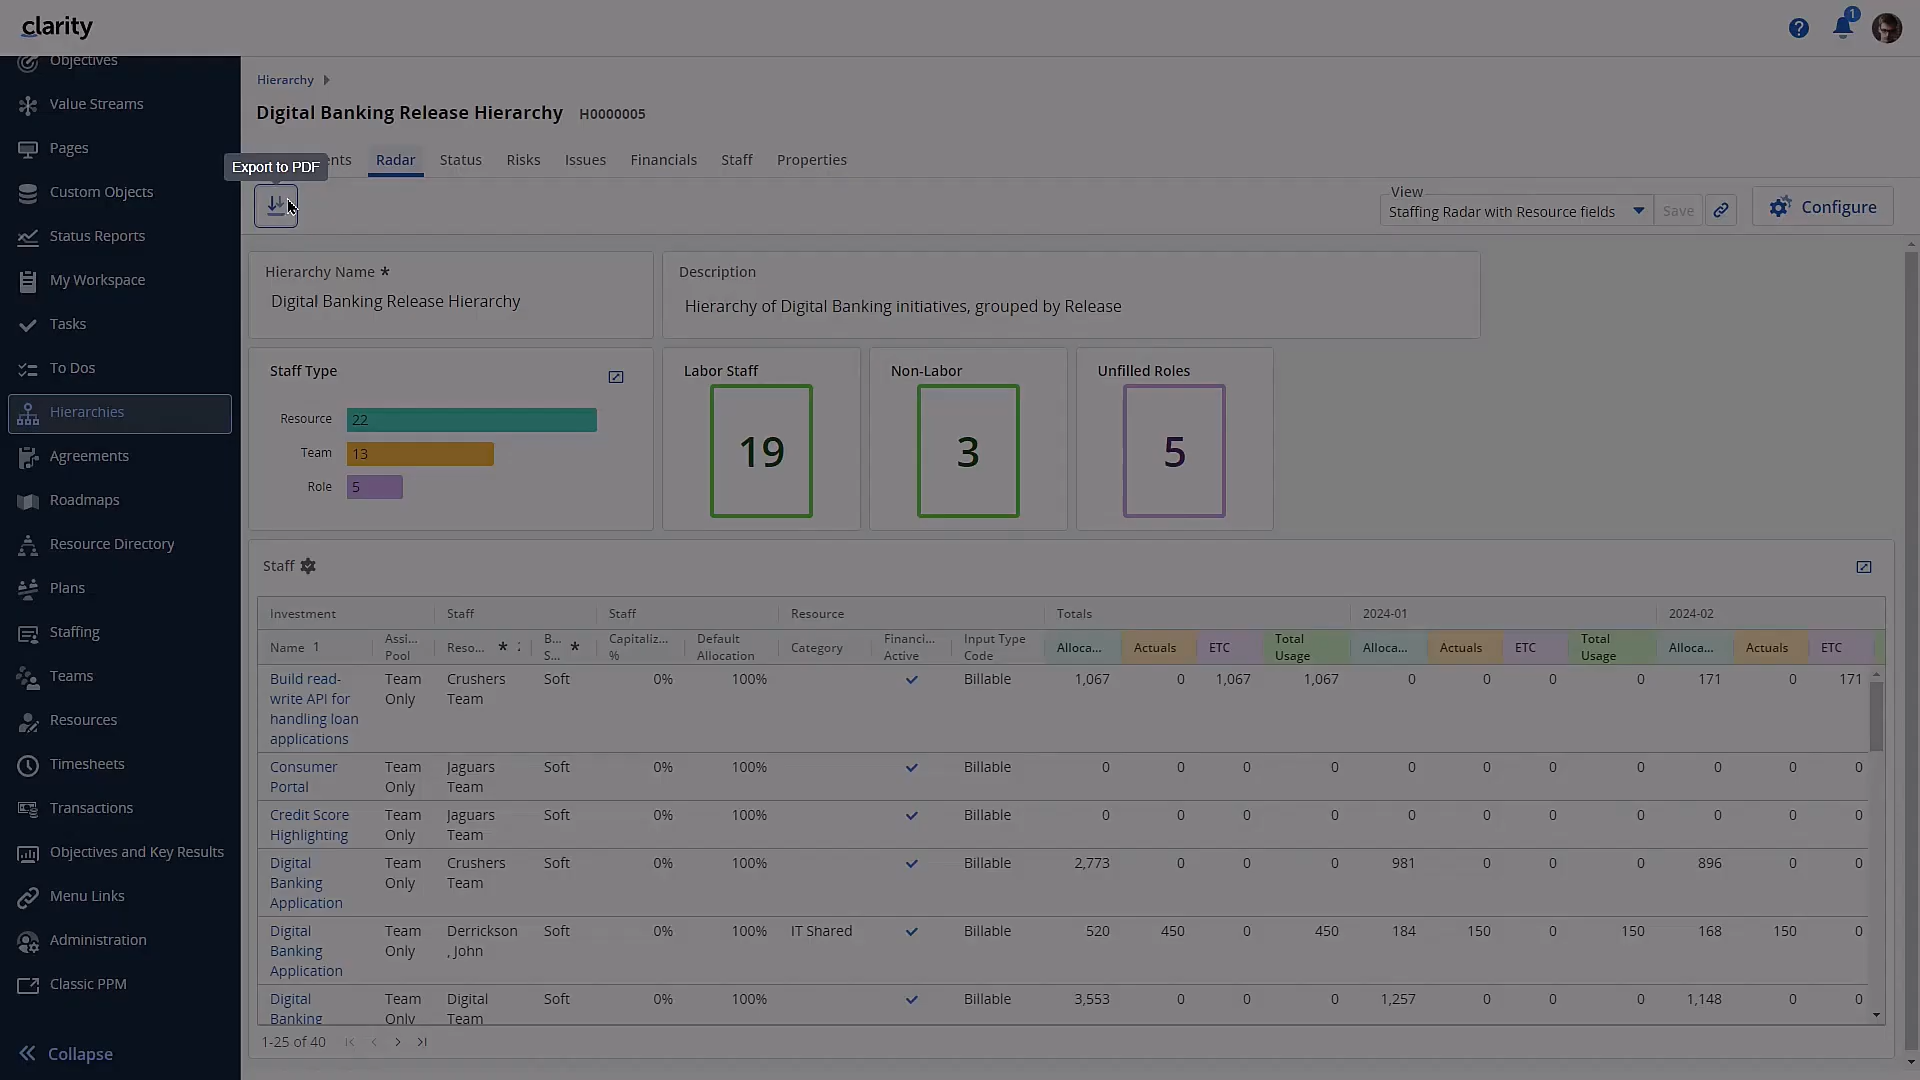 clarity
1
Objectives
Value Streams
Pages
Custom Objects
Status Reports
My Workspace
Tasks
To Dos
Hierarchies
Agreements
Roadmaps
Resource Directory
Plans
Staffing
Teams
Resources
Timesheets
Transactions
Objectives and Key Results
Menu Links
Administration
Classic PPM
Collapse
Hierarchy
Digital Banking Release Hierarchy H0000005
Export to PDF
nts Radar Status Risks Issues Financials Staff Properties
View
Staffing Radar with Resource fields Save Configure
Hierarchy Name *
Digital Banking Release Hierarchy
Description
Hierarchy of Digital Banking initiatives, grouped by Release
Staff Type
Resource 22
Team 13
Role 5
Labor Staff
19
Non-Labor
3
Unfilled Roles
5
Staff
Investment Staff Staff Resource Totals 2024-01 2024-02
Name 1 Assi... Pool Reso... * : B... S... * Capitaliz... % Default Allocation Category Financi... Active Input Type Code Alloca... Actuals ETC Total Usage Alloca... Actuals ETC Total Usage Alloca... Actuals ETC
Build read-write API for handling loan applications Team Only Crushers Team Soft 0% 100% Billable 1,067 0 1,067 1,067 0 0 0 0 171 0 171
Consumer Portal Team Only Jaguars Team Soft 0% 100% Billable 0 0 0 0 0 0 0 0 0 0 0
Credit Score Highlighting Team Only Jaguars Team Soft 0% 100% Billable 0 0 0 0 0 0 0 0 0 0 0
Digital Banking Application Team Only Crushers Team Soft 0% 100% Billable 2,773 0 0 0 981 0 0 0 896 0 0
Digital Banking Application Team Only Derrickson , John Soft 0% 100% IT Shared Billable 520 450 0 450 184 150 0 150 168 150 0
Digital Banking Team Only Digital Team Soft 0% 100% Billable 3,553 0 0 0 1,257 0 0 0 1,148 0 0
1-25 of 40